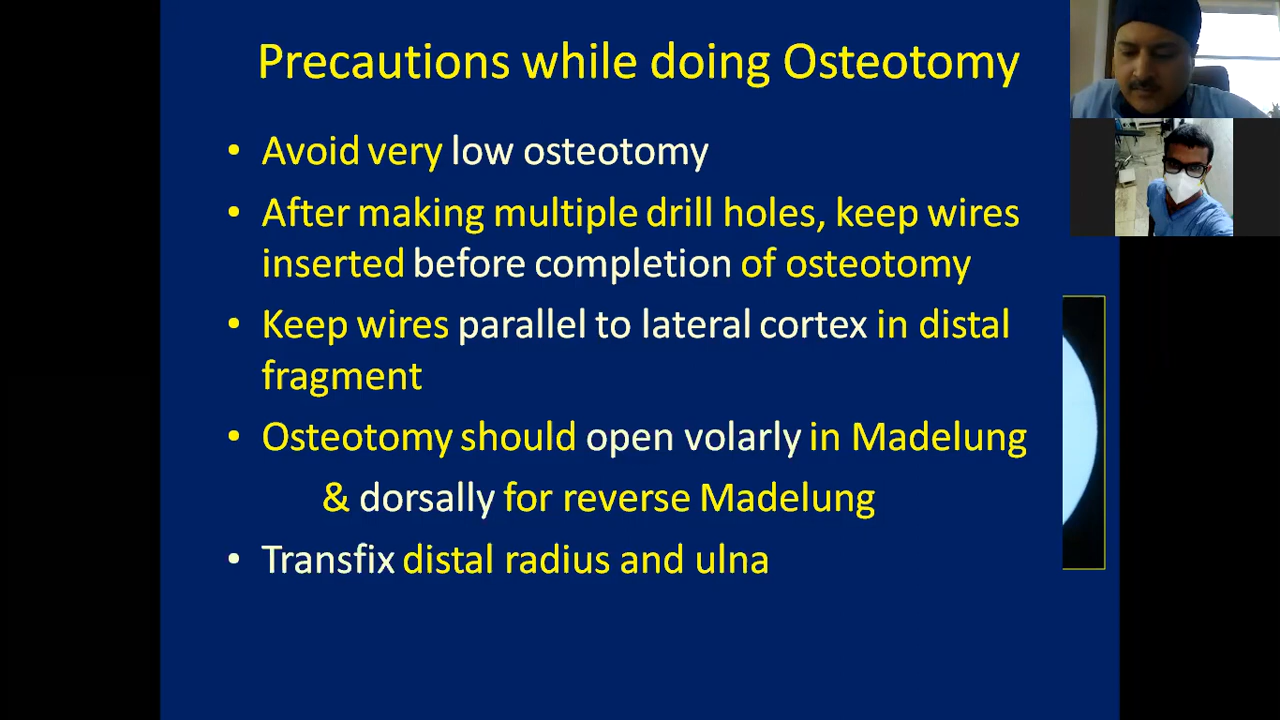 Precautions while doing Osteotomy
• Avoid very low osteotomy
• After making multiple drill holes, keep wires
inserted before completion of osteotomy
• Keep wires parallel to lateral cortex in distal
fragment
• Osteotomy should open volarly in Madelung
& dorsally for reverse Madelung
• Transfix distal radius and ulna